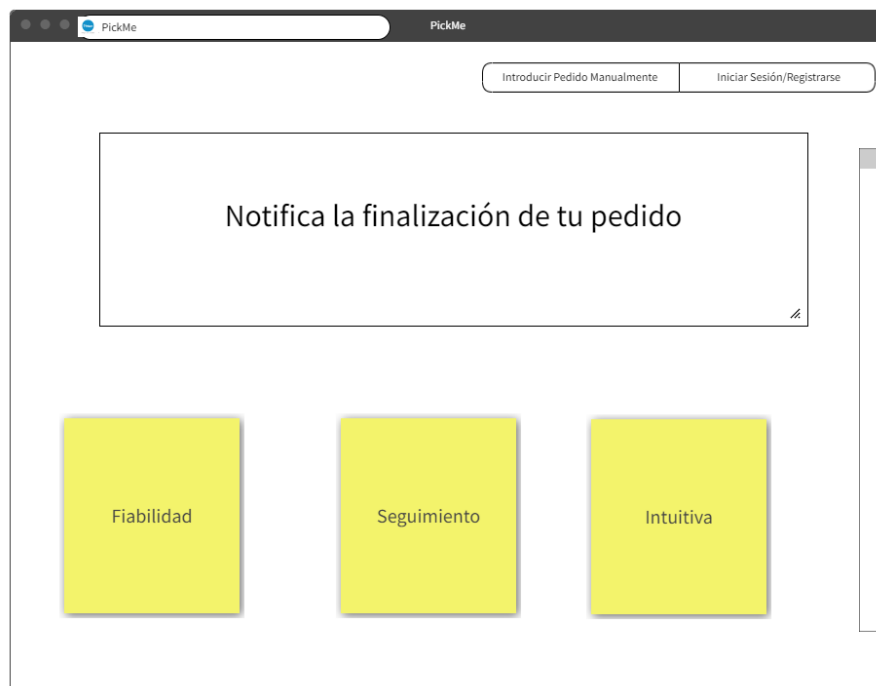 PickMe
PickMe
Introducir Pedido Manualmente
Iniciar Sesión/Registrarse
Notifica la finalización de tu pedido
Fiabilidad
Seguimiento
Intuitiva